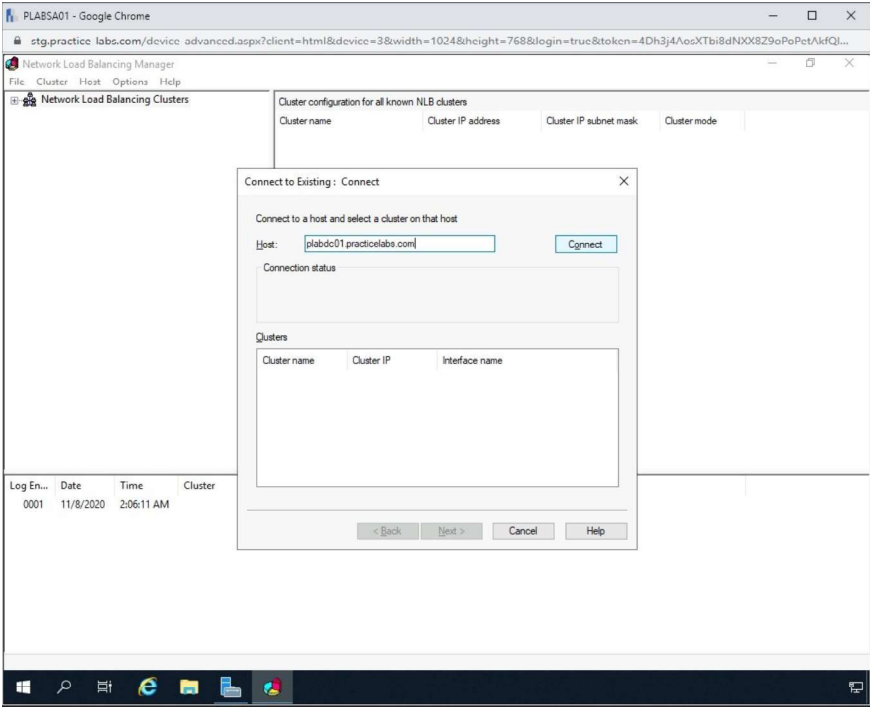 PLABSA01 - Google Chrome
stg.practice-labs.com/device-advanced.aspx?client=html&device=3&width=1024&height=768&login=true&token=
Network Load Balancing Manager
File Cluster Host Options Help
Network Load Balancing Clusters
Cluster configuration for all known NLB clusters
Cluster name Cluster IP address Cluster IP subnet mask Cluster mode
Connect to Existing : Connect
Connect to a host and select a cluster on that host
Host: plabdc01.practicelabs.com Connect
Connection status
Clusters
Cluster name Cluster IP Interface name
Log En... Date Time Cluster
0001 11/8/2020 2:06:11 AM
< Back Next > Cancel Help